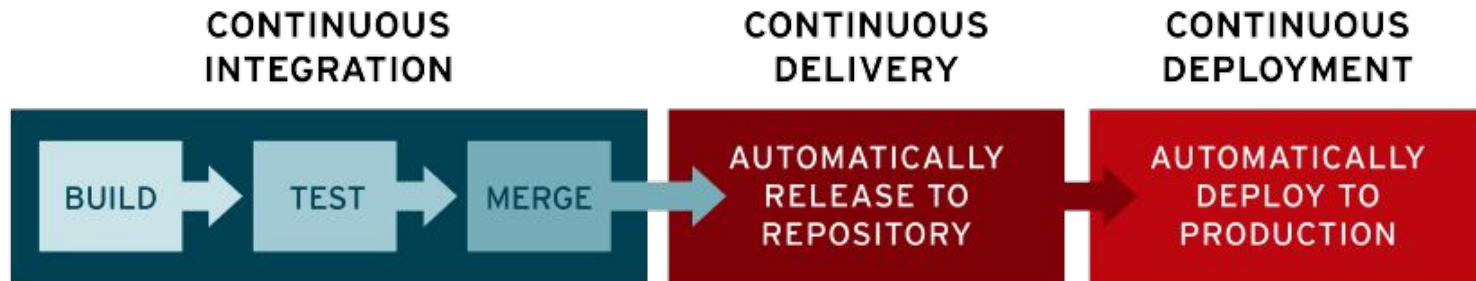 CONTINUOUS
INTEGRATION
CONTINUOUS
DELIVERY
CONTINUOUS
DEPLOYMENT
BUILD
TEST
MERGE
AUTOMATICALLY
RELEASE TO
REPOSITORY
AUTOMATICALLY
DEPLOY TO
PRODUCTION